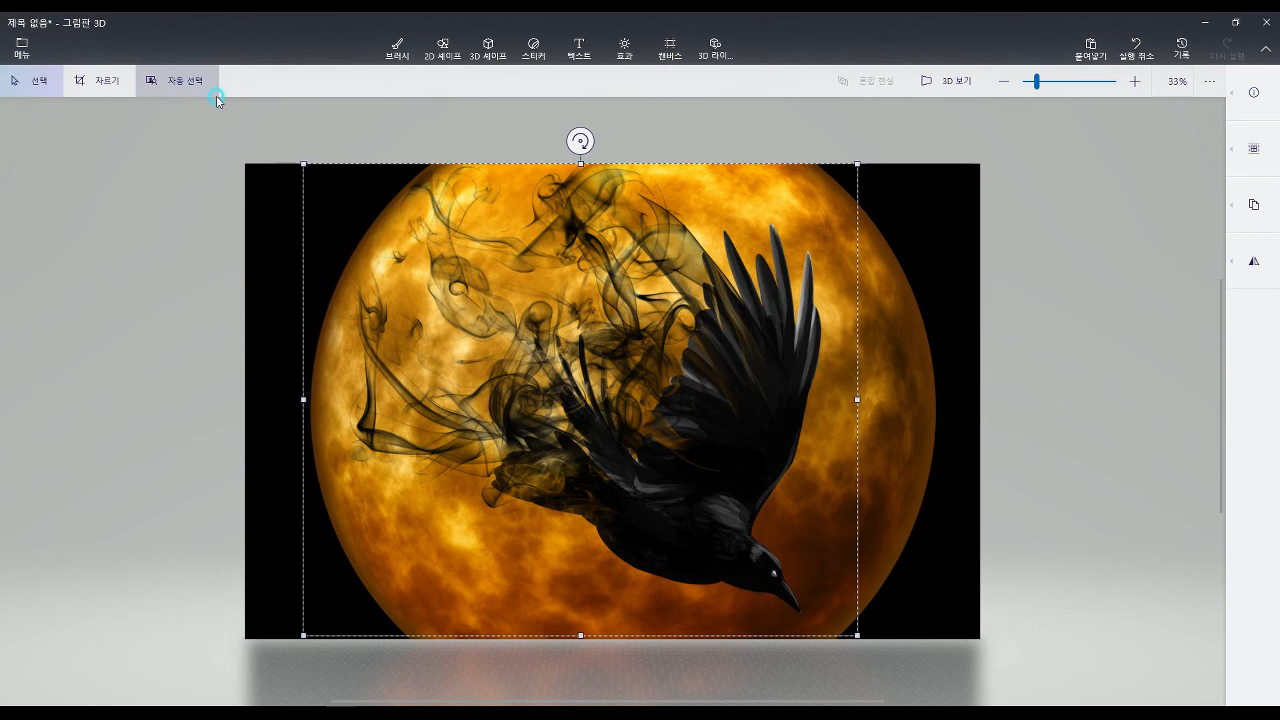 제목 없음* - 그림판 3D
메뉴
브러시
2D 셰이프
3D 셰이프
스티커
텍스트
효과
캔버스
3D 라이...
붙여넣기
실행 취소
기록
다시 실행
선택
자르기
자동 선택
혼합 현실
3D 보기
33%